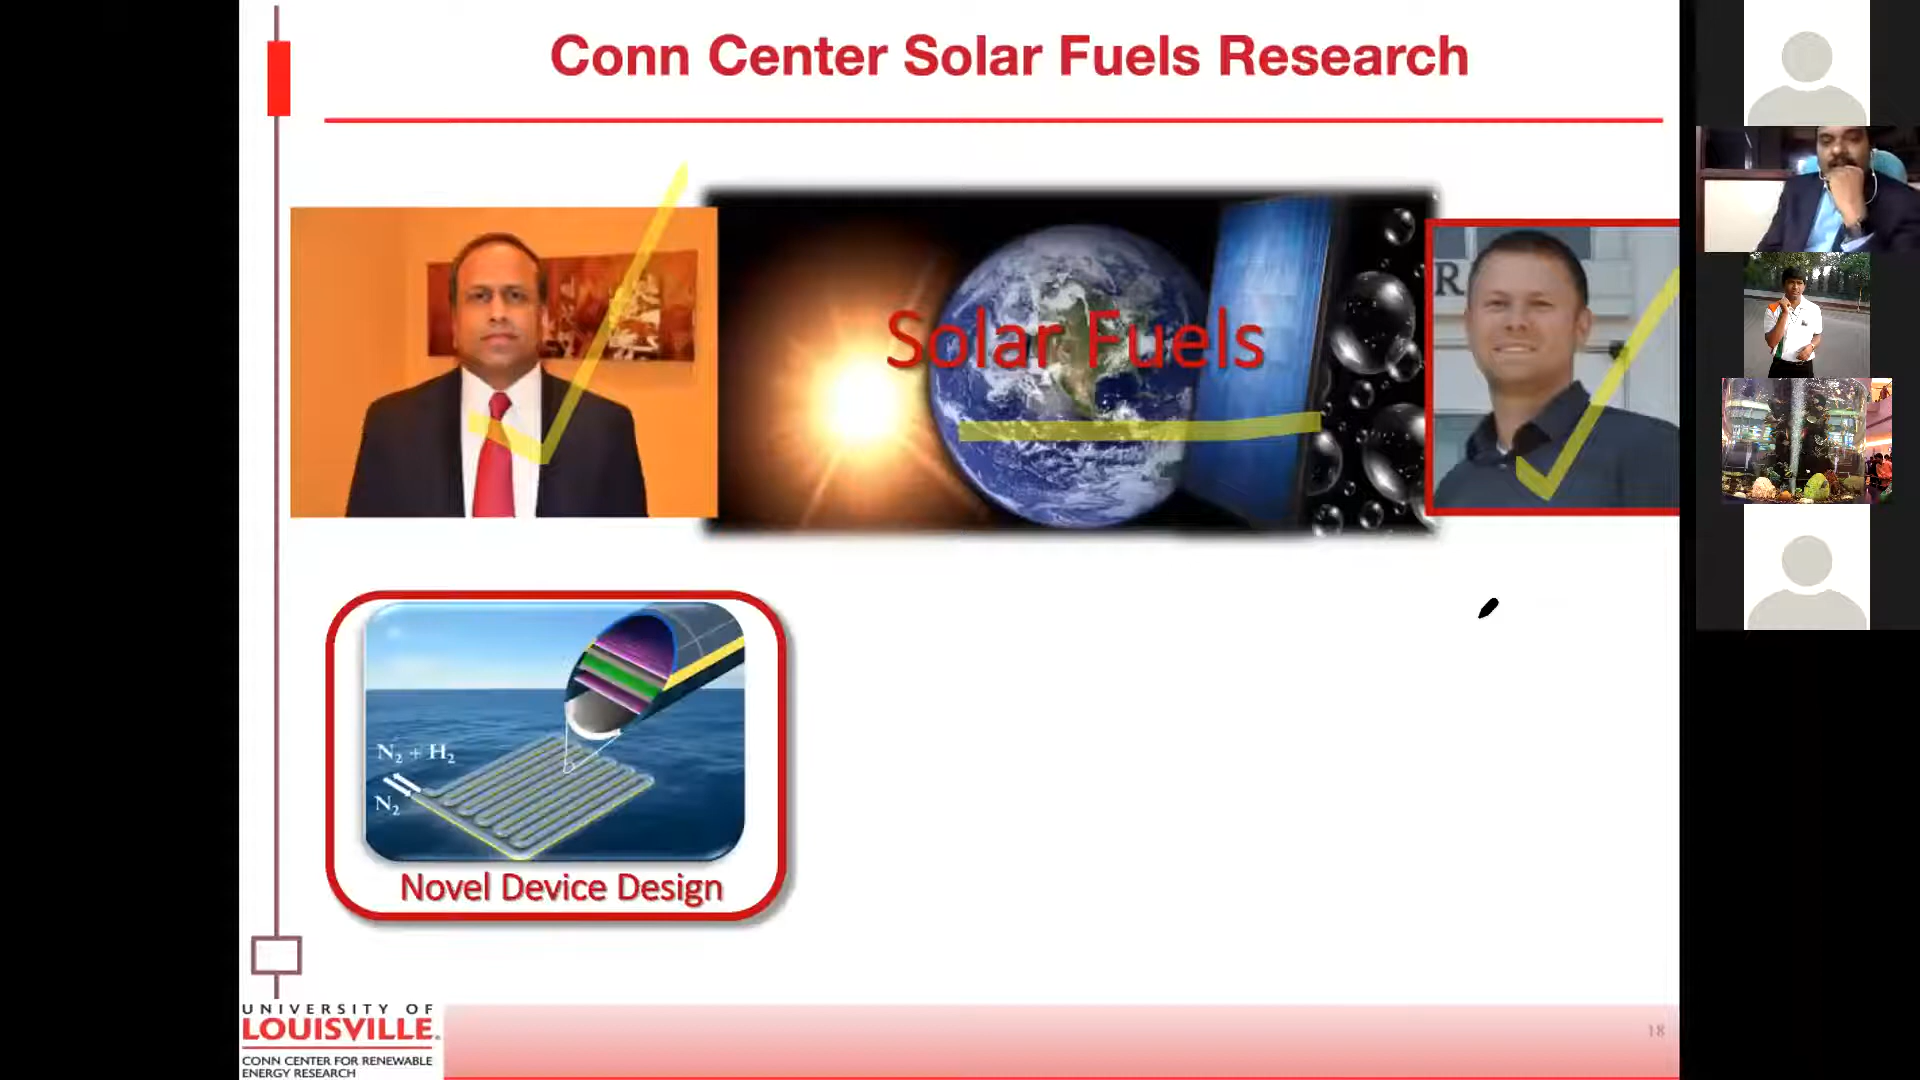 Conn Center Solar Fuels Research
Solar Fuels
R
N₂ + H₂
N₂
Novel Device Design
UNIVERSITY OF
LOUISVILLE.
CONN CENTER FOR RENEWABLE
ENERGY RESEARCH
18